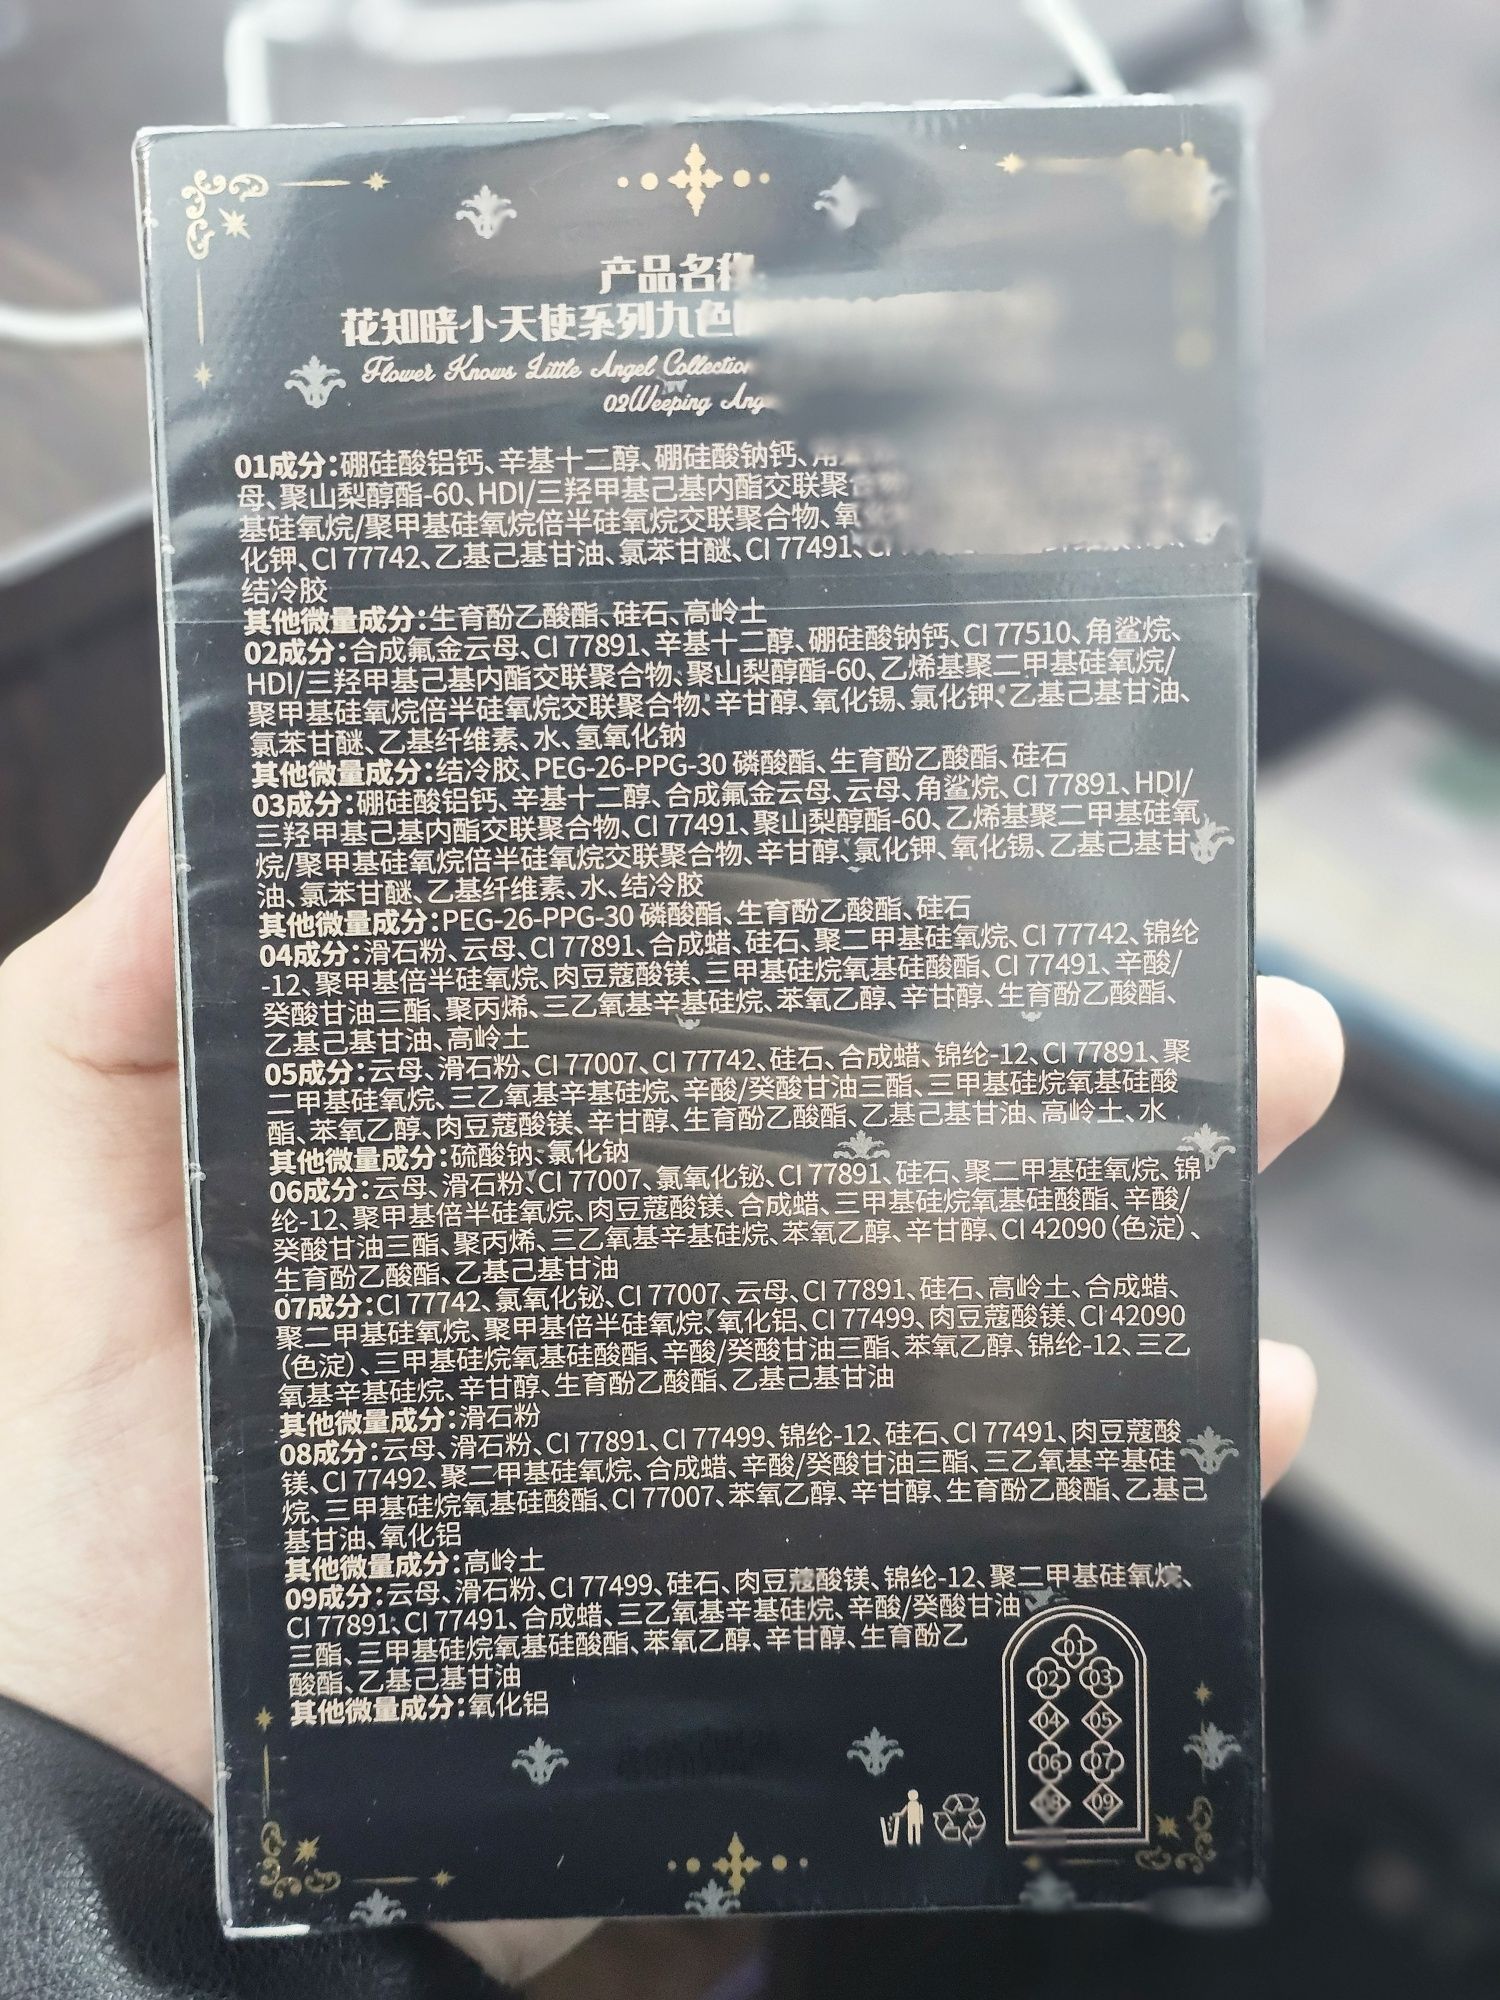 产品名称
花知晓小天使系列九色
Flower Knows Little Angel Collection
02Weeping
01成分：硼硅酸铝钙、辛基十二醇、硼硅酸钠钙、
母、聚山梨醇酯-60、HDI/三羟甲基己基内酯交联聚合
基硅氧烷/聚甲基硅氧烷倍半硅氧烷交联聚合物、氧
化钾、CI 77742、乙基己基甘油、氯苯甘醚、CI 77491、
结冷胶
其他微量成分：生育酚乙酸酯、硅石、高岭土
02成分：合成氟金云母、CI 77891、辛基十二醇、硼硅酸钠钙、CI 77510、角鲨烷、
HDI/三羟甲基己基内酯交联聚合物、聚山梨醇酯-60、乙烯基聚二甲基硅氧烷/
聚甲基硅氧烷倍半硅氧烷交联聚合物、辛甘醇、氧化锡、氯化钾、乙基己基甘油、
氯苯甘醚、乙基纤维素、水、氢氧化钠
其他微量成分：结冷胶、PEG-26-PPG-30 磷酸酯、生育酚乙酸酯、硅石
03成分：硼硅酸铝钙、辛基十二醇、合成氟金云母、云母、角鲨烷、CI 77891、HDI/
三羟甲基己基内酯交联聚合物、CI 77491、聚山梨醇酯-60、乙烯基聚二甲基硅氧
烷/聚甲基硅氧烷倍半硅氧烷交联聚合物、辛甘醇、氯化钾、氧化锡、乙基己基甘
油、氯苯甘醚、乙基纤维素、水、结冷胶
其他微量成分：PEG-26-PPG-30 磷酸酯、生育酚乙酸酯、硅石
04成分：滑石粉、云母、CI 77891、合成蜡、硅石、聚二甲基硅氧烷、CI 77742、锦纶
-12、聚甲基倍半硅氧烷、肉豆蔻酸镁、三甲基硅烷氧基硅酸酯、CI 77491、辛酸/
癸酸甘油三酯、聚丙烯、三乙氧基辛基硅烷、苯氧乙醇、辛甘醇、生育酚乙酸酯、
乙基己基甘油、高岭土
05成分：云母、滑石粉、CI 77007、CI 77742、硅石、合成蜡、锦纶-12、CI 77891、聚
二甲基硅氧烷、三乙氧基辛基硅烷、辛酸/癸酸甘油三酯、三甲基硅烷氧基硅酸
酯、苯氧乙醇、肉豆蔻酸镁、辛甘醇、生育酚乙酸酯、乙基己基甘油、高岭土、水
其他微量成分：硫酸钠、氯化钠
06成分：云母、滑石粉、CI 77007、氯氧化铋、CI 77891、硅石、聚二甲基硅氧烷、锦
纶-12、聚甲基倍半硅氧烷、肉豆蔻酸镁、合成蜡、三甲基硅烷氧基硅酸酯、辛酸/
癸酸甘油三酯、聚丙烯、三乙氧基辛基硅烷、苯氧乙醇、辛甘醇、CI 42090（色淀）、
生育酚乙酸酯、乙基己基甘油
07成分：CI 77742、氯氧化铋、CI 77007、云母、CI 77891、硅石、高岭土、合成蜡、
聚二甲基硅氧烷、聚甲基倍半硅氧烷、氧化铝、CI 77499、肉豆蔻酸镁、CI 42090
（色淀）、三甲基硅烷氧基硅酸酯、辛酸/癸酸甘油三酯、苯氧乙醇、锦纶-12、三乙
氧基辛基硅烷、辛甘醇、生育酚乙酸酯、乙基己基甘油
其他微量成分：滑石粉
08成分：云母、滑石粉、CI 77891、CI 77499、锦纶-12、硅石、CI 77491、肉豆蔻酸
镁、CI 77492、聚二甲基硅氧烷、合成蜡、辛酸/癸酸甘油三酯、三乙氧基辛基硅
烷、三甲基硅烷氧基硅酸酯、CI 77007、苯氧乙醇、辛甘醇、生育酚乙酸酯、乙基己
基甘油、氧化铝
其他微量成分：高岭土
09成分：云母、滑石粉、CI 77499、硅石、肉豆蔻酸镁、锦纶-12、聚二甲基硅氧烷、
CI 77891、CI 77491、合成蜡、三乙氧基辛基硅烷、辛酸/癸酸甘油
三酯、三甲基硅烷氧基硅酸酯、苯氧乙醇、辛甘醇、生育酚乙
酸酯、乙基己基甘油
其他微量成分：氧化铝
01
02 03
04 05
06 07
08 09